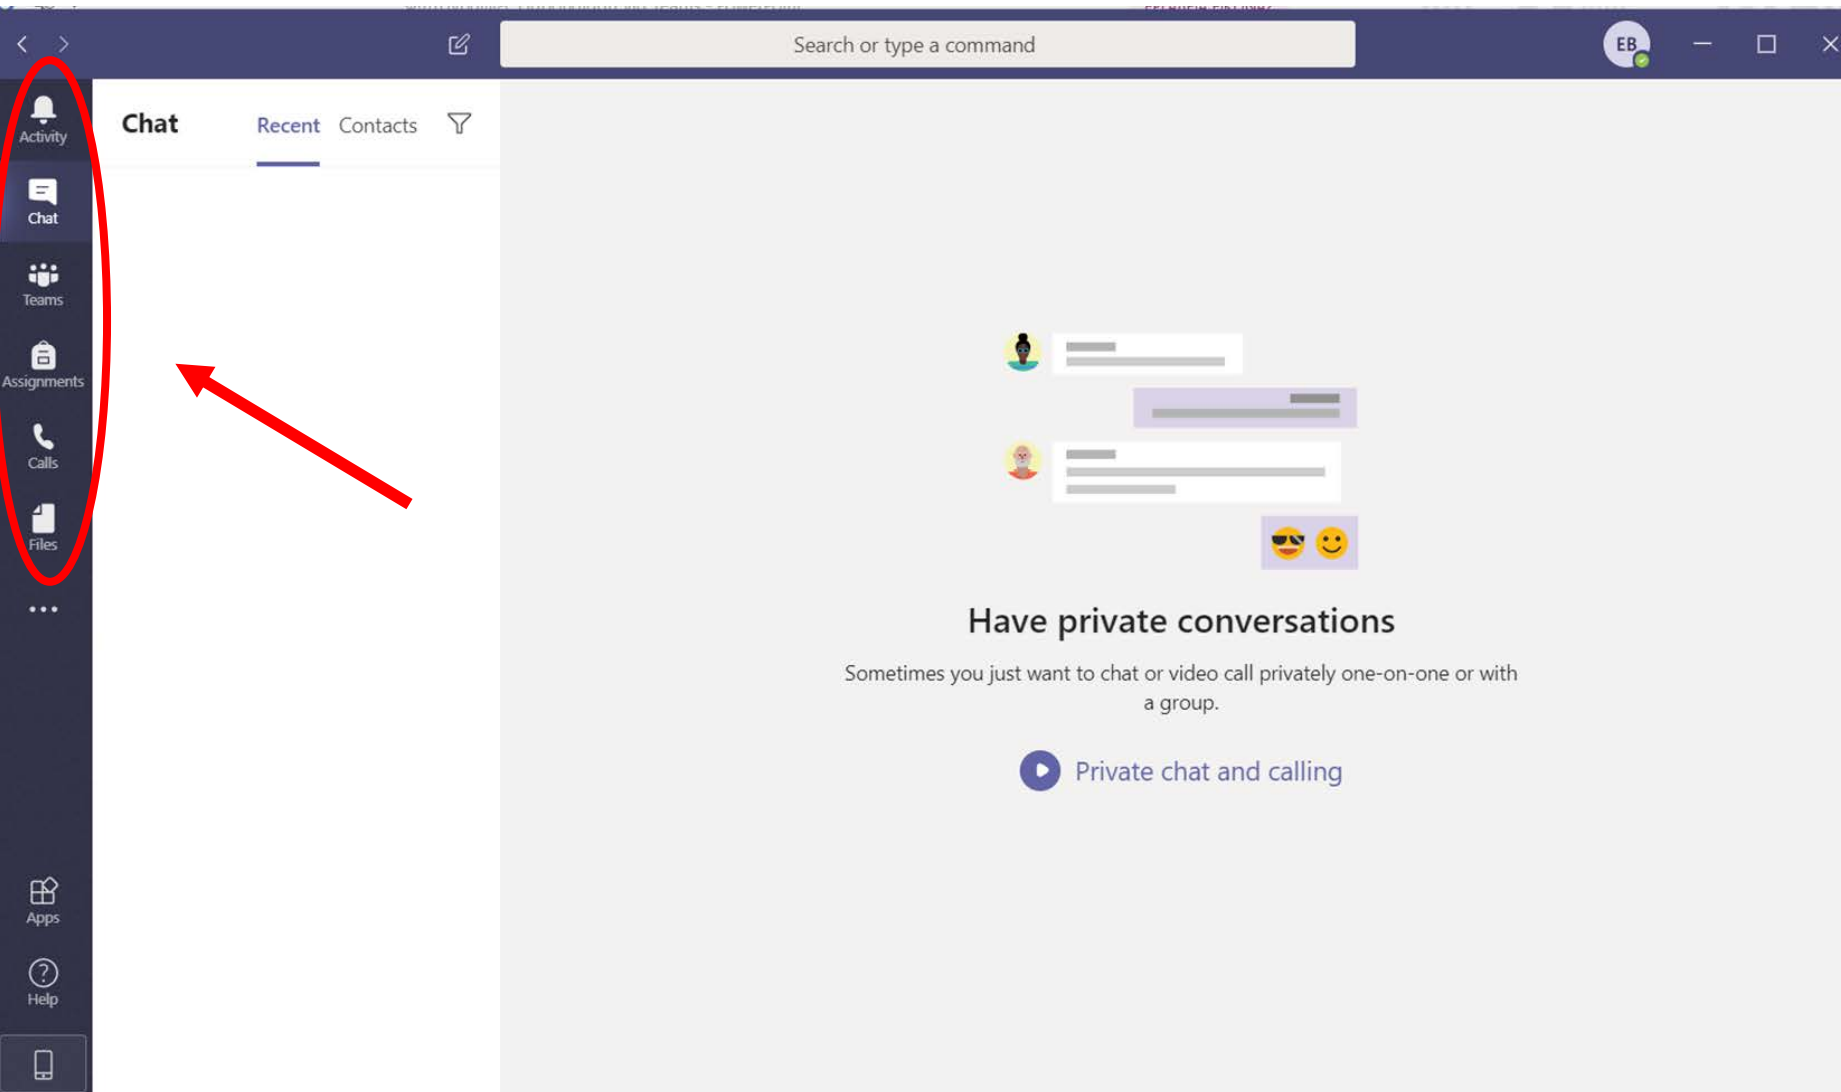 Search or type a command
EB
Activity
Chat
Teams
Assignments
Calls
Files
Apps
Help
Chat
Recent
Contacts
Have private conversations
Sometimes you just want to chat or video call privately one-on-one or with
a group.
Private chat and calling